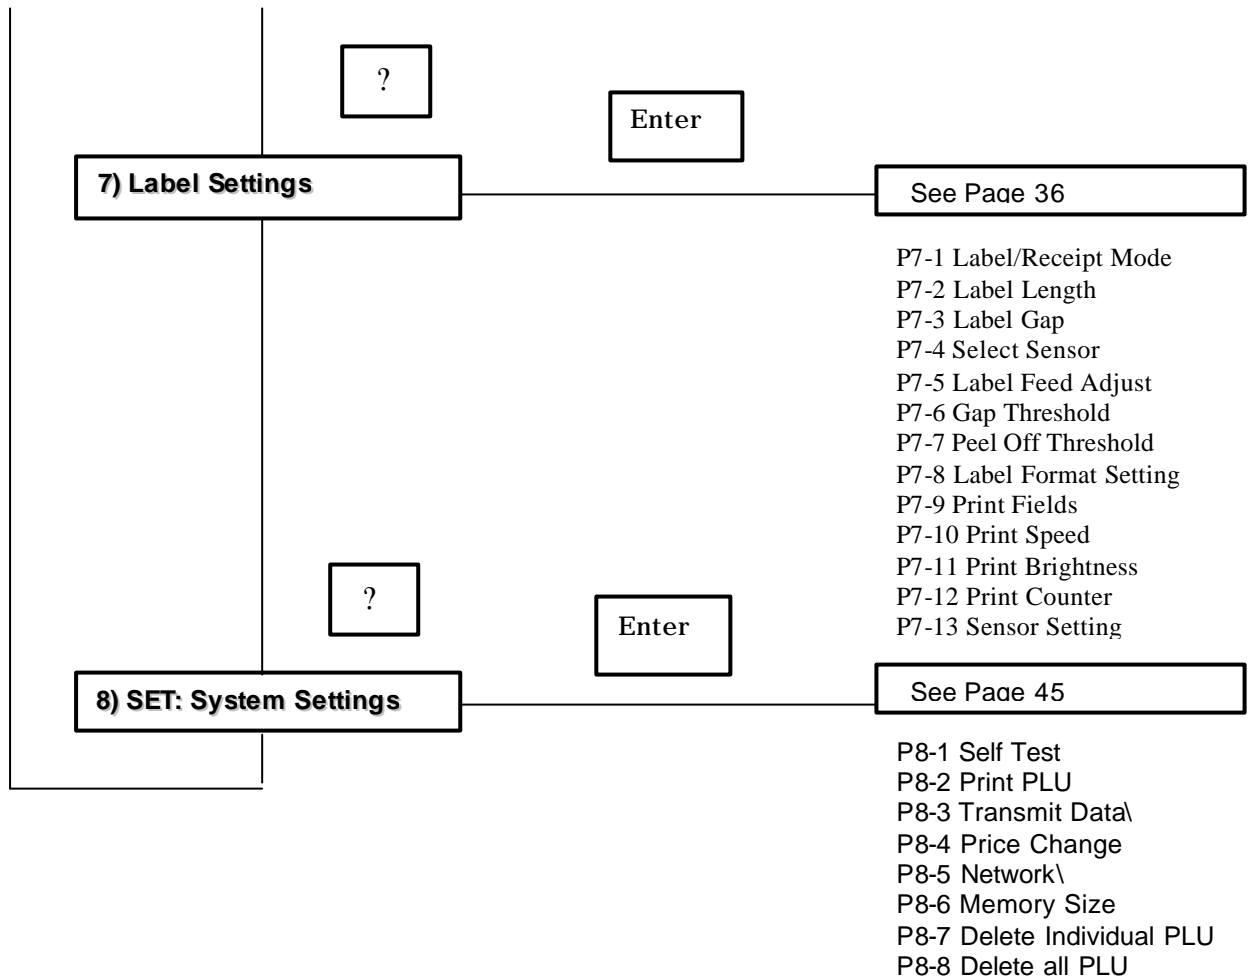 ?
Enter
7) Label Settings
See Page 36
P7-1 Label/Receipt Mode
P7-2 Label Length
P7-3 Label Gap
P7-4 Select Sensor
P7-5 Label Feed Adjust
P7-6 Gap Threshold
P7-7 Peel Off Threshold
P7-8 Label Format Setting
P7-9 Print Fields
P7-10 Print Speed
P7-11 Print Brightness
P7-12 Print Counter
P7-13 Sensor Setting
?
Enter
8) SET: System Settings
See Page 45
P8-1 Self Test
P8-2 Print PLU
P8-3 Transmit Data\
P8-4 Price Change
P8-5 Network\
P8-6 Memory Size
P8-7 Delete Individual PLU
P8-8 Delete all PLU